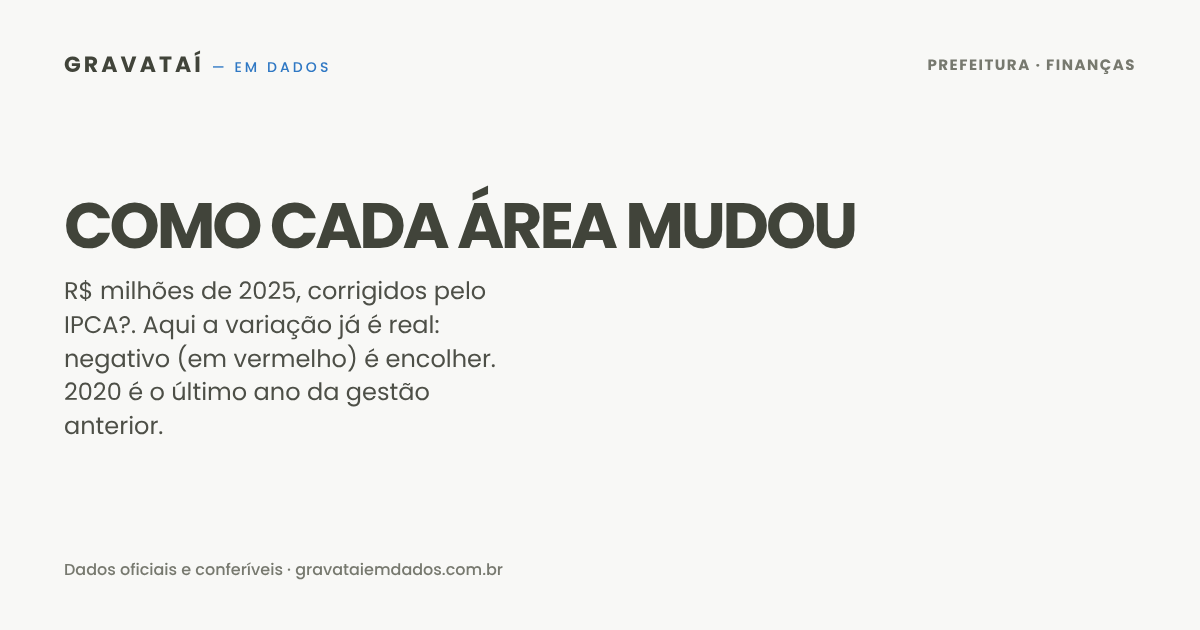 GRAVATAÍ — EM DADOS
PREFEITURA · FINANÇAS
COMO CADA ÁREA MUDOU
R$ milhões de 2025, corrigidos pelo
IPCA?. Aqui a variação já é real:
negativo (em vermelho) é encolher.
2020 é o último ano da gestão
anterior.
Dados oficiais e conferíveis · gravataiemdados.com.br